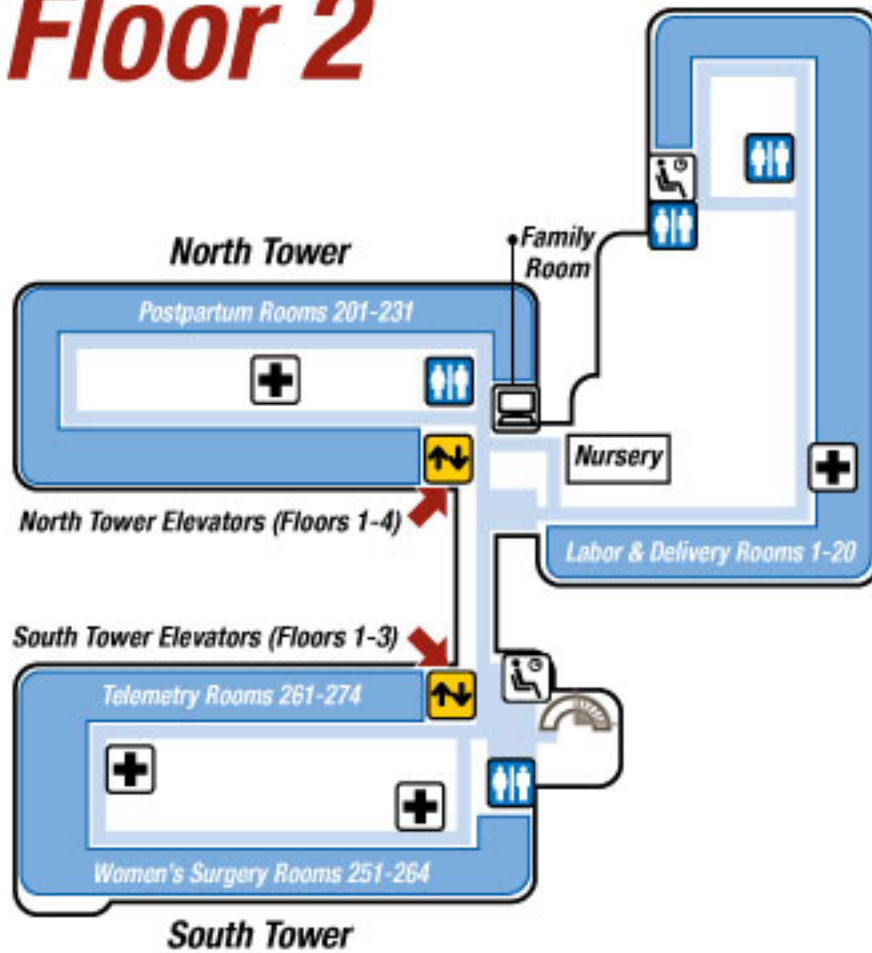 Floor 2
North Tower
Family
Room
Postpartum Rooms 201-231
Nursery
North Tower Elevators (Floors 1-4)
Labor & Delivery Rooms 1-20
South Tower Elevators (Floors 1-3)
Telemetry Rooms 261-274
Women's Surgery Rooms 251-264
South Tower